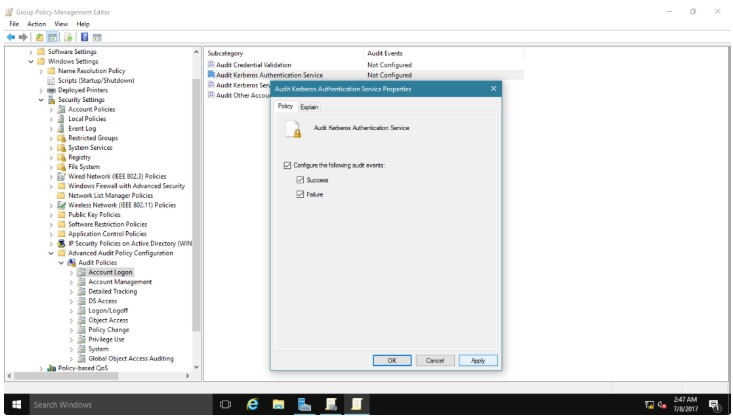 Group Policy Management Editor
File Action View Help
Software Settings
Windows Settings
Name Resolution Policy
Scripts (Startup/Shutdown)
Deployed Printers
Security Settings
Account Policies
Local Policies
Event Log
Restricted Groups
System Services
Registry
File System
Wired Network (IEEE 802.3) Policies
Windows Firewall with Advanced Security
Network List Manager Policies
Wireless Network (IEEE 802.11) Policies
Public Key Policies
Software Restriction Policies
Application Control Policies
IP Security Policies on Active Directory (WIN
Advanced Audit Policy Configuration
Audit Policies
Account Logon
Account Management
Detailed Tracking
DS Access
Logon/Logoff
Object Access
Policy Change
Privilege Use
System
Global Object Access Auditing
Policy-based QoS
Subcategory Audit Events
Audit Credential Validation Not Configured
Audit Kerberos Authentication Service Not Configured
Audit Kerberos Ser
Audit Other Accou
Audit Kerberos Authentication Service Properties
Policy Explain
Audit Kerberos Authentication Service
Configure the following audit events:
Success
Failure
OK Cancel Apply
Search Windows
2:47 AM
7/8/2017